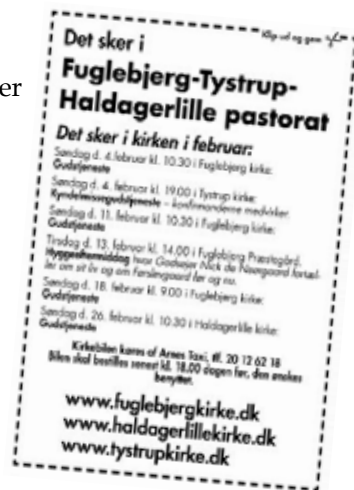 er
Klip ud og gem
Det sker i
Fuglebjerg-Tystrup-
Haldagerlille pastorat
Det sker i kirken i februar:
Søndag d. 4. februar kl. 10.30 i Fuglebjerg kirke:
Gudstjeneste
Søndag d. 4. februar kl. 19.00 i Tystrup kirke:
Kyndelmissegudstjeneste – konfirmanderne medvirker
Søndag d. 11. februar kl. 10.30 i Fuglebjerg kirke:
Gudstjeneste
Tirsdag d. 13. februar kl. 14.00 i Fuglebjerg Præstegård.
Hyggeeftermiddag hvor Godsejer Nick de Neergaard fortæl-
ler om sit liv og om Førslevgaard før og nu.
Søndag d. 18. februar kl. 9.00 i Fuglebjerg kirke:
Gudstjeneste
Søndag d. 26. februar kl. 10.30 i Haldagerlille kirke:
Gudstjeneste
Kirkebilen køres af Arnes Taxi, tlf. 20 12 62 18
Bilen skal bestilles senest kl. 18.00 dagen før, den ønskes
benyttet.
www.fuglebjergkirke.dk
www.haldagerlillekirke.dk
www.tystrupkirke.dk